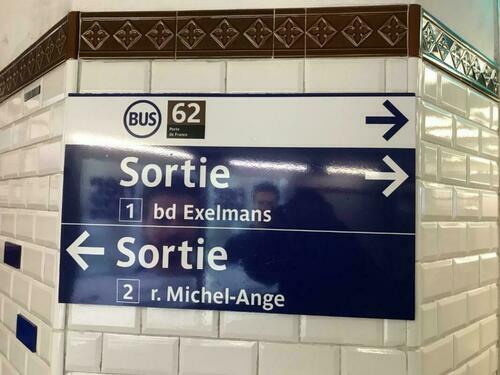 BUS 62
Porte
de France
Sortie
1 bd Exelmans
Sortie
2 r. Michel-Ange